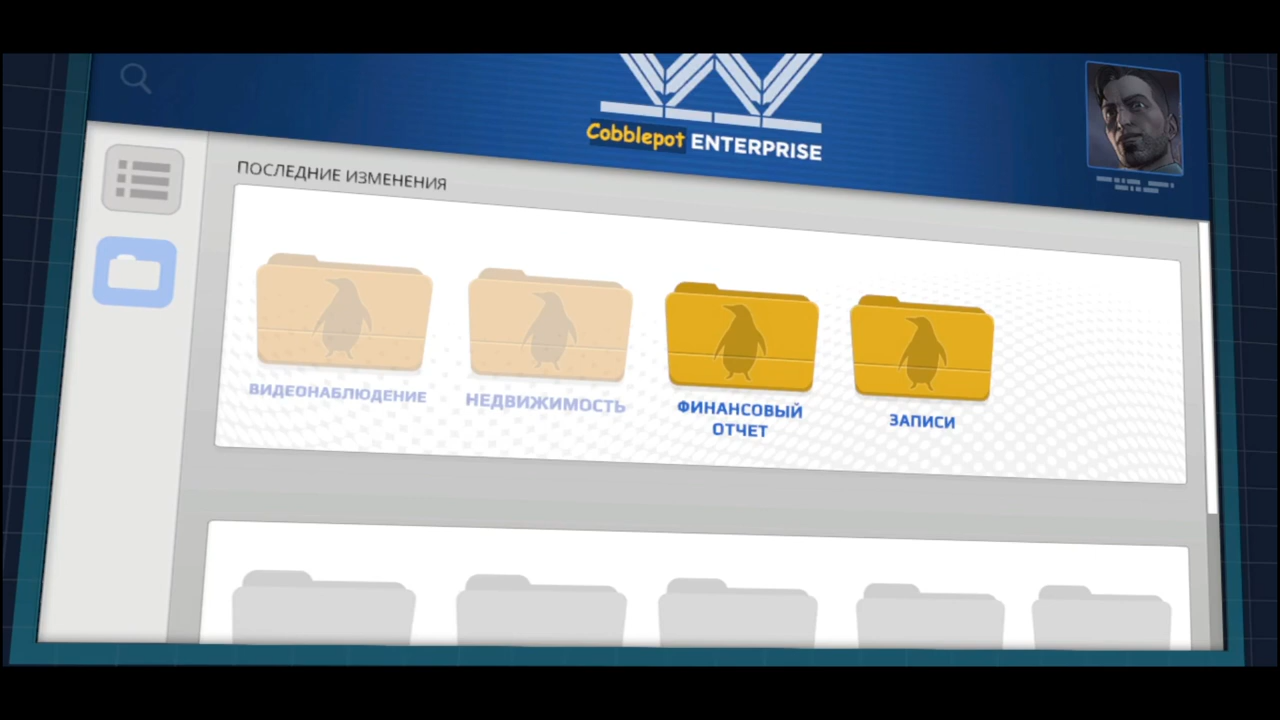 Cobblepot ENTERPRISE
ПОСЛЕДНИЕ ИЗМЕНЕНИЯ
ВИДЕОНАБЛЮДЕНИЕ
НЕДВИЖИМОСТЬ
ФИНАНСОВЫЙ
ОТЧЕТ
ЗАПИСИ